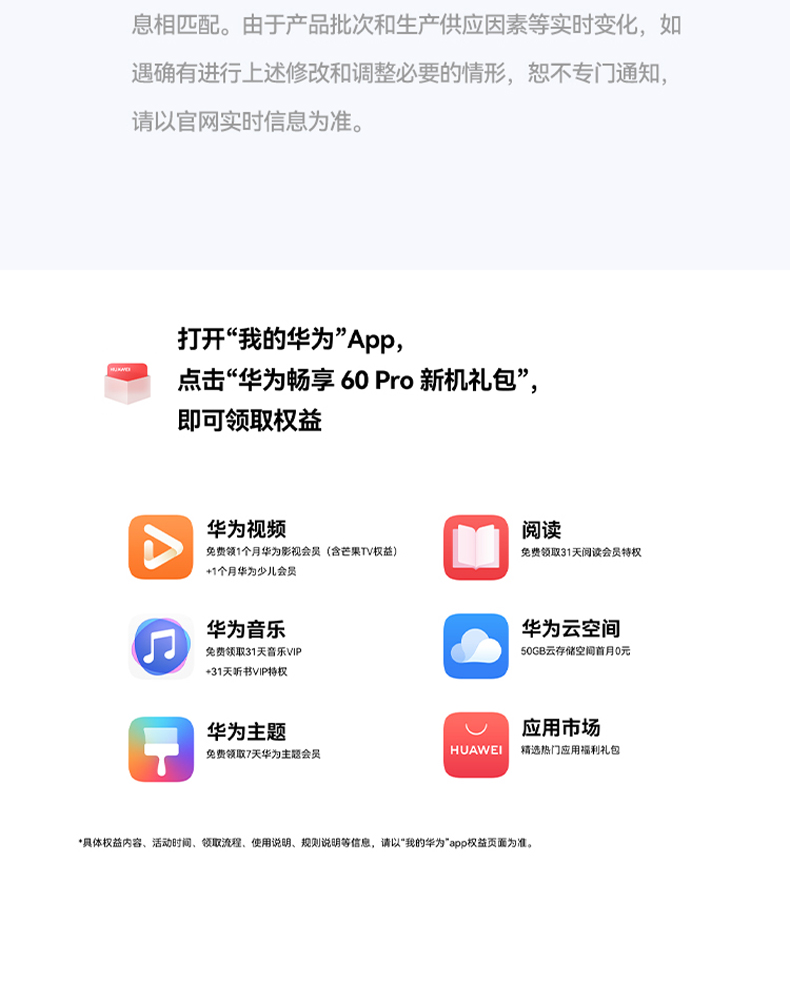 息相匹配。由于产品批次和生产供应因素等实时变化，如
遇确有进行上述修改和调整必要的情形，恕不专门通知，
请以官网实时信息为准。
打开“我的华为”App，
HUAWEI
点击“华为畅享 60 Pro 新机礼包”，
即可领取权益
华为视频
免费领1个月华为影视会员（含芒果TV权益）
+1个月华为少儿会员
阅读
免费领取31天阅读会员特权
华为音乐
免费领取31天音乐VIP
+31天听书VIP特权
华为云空间
50GB云存储空间首月0元
华为主题
免费领取7天华为主题会员
HUAWEI
应用市场
精选热门应用福利礼包
*具体权益内容、活动时间、领取流程、使用说明、规则说明等信息，请以“我的华为”app权益页面为准。